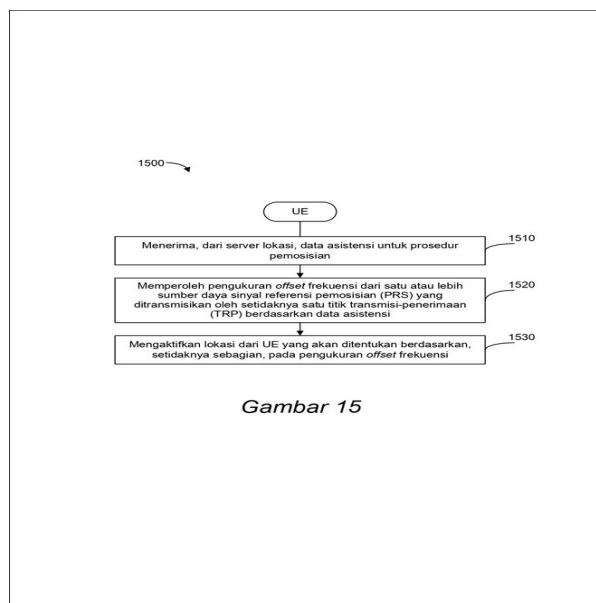 1500
UE
Menerima, dari server lokasi, data asistensi untuk prosedur
pemosisian
1510
Memperoleh pengukuran offset frekuensi dari satu atau lebih
sumber daya sinyal referensi pemosisian (PRS) yang
ditransmisikan oleh setidaknya satu titik transmisi-penerimaan
(TRP) berdasarkan data asistensi
1520
Mengaktifkan lokasi dari UE yang akan ditentukan berdasarkan,
setidaknya sebagian, pada pengukuran offset frekuensi
1530
Gambar 15